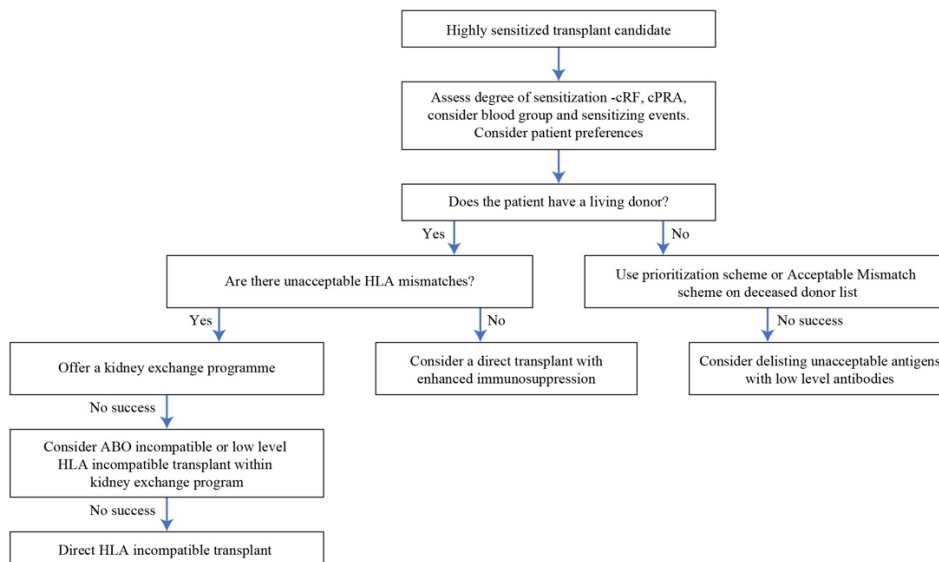 Highly sensitized transplant candidate
Assess degree of sensitization -cRF, cPRA,
consider blood group and sensitizing events.
Consider patient preferences
Does the patient have a living donor?
Yes
No
Are there unacceptable HLA mismatches?
Use prioritization scheme or Acceptable Mismatch
scheme on deceased donor list
Yes
No
No success
Offer a kidney exchange programme
Consider a direct transplant with
enhanced immunosuppression
Consider delisting unacceptable antigens
with low level antibodies
No success
Consider ABO incompatible or low level
HLA incompatible transplant within
kidney exchange program
No success
Direct HLA incompatible transplant